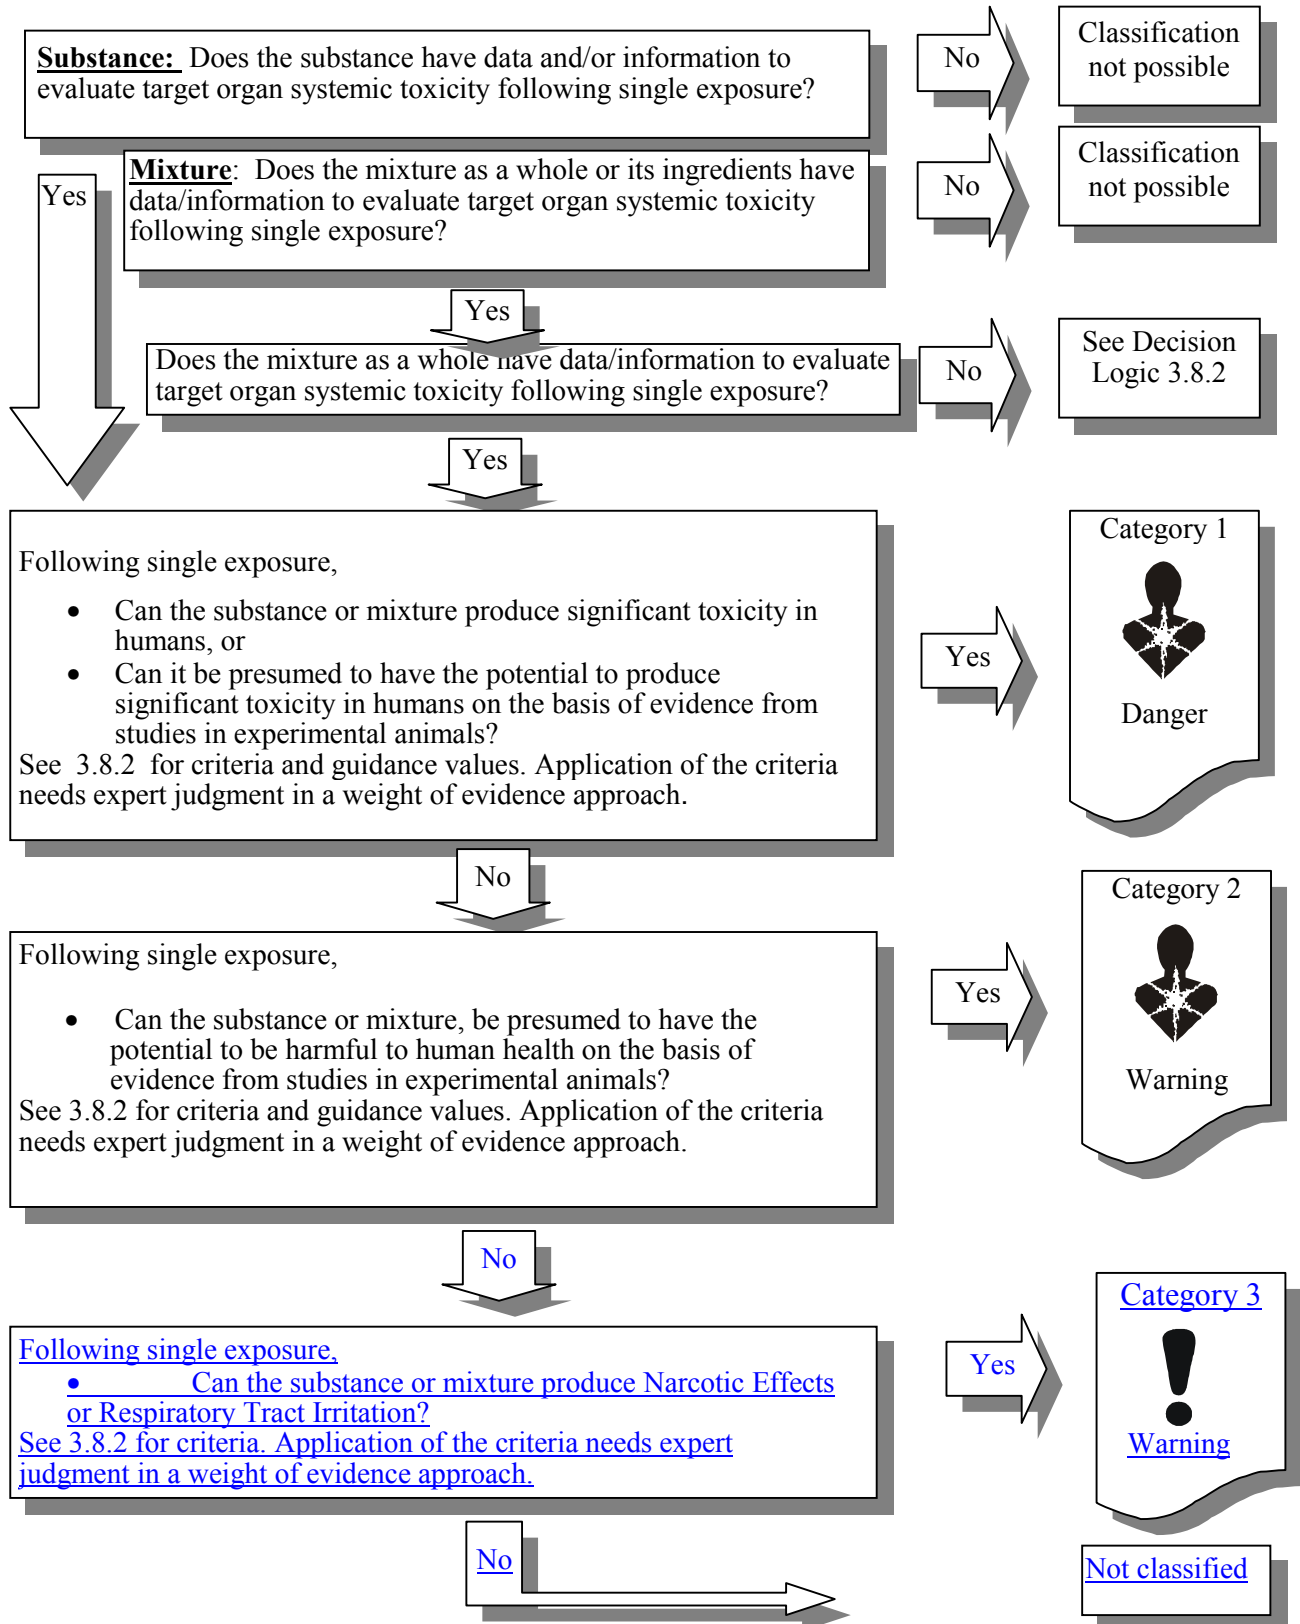 Substance: Does the substance have data and/or information to
evaluate target organ systemic toxicity following single exposure?
No
Classification
not possible
Mixture: Does the mixture as a whole or its ingredients have
data/information to evaluate target organ systemic toxicity
following single exposure?
No
Classification
not possible
Yes
Yes
Does the mixture as a whole have data/information to evaluate
target organ systemic toxicity following single exposure?
No
See Decision
Logic 3.8.2
Yes
Following single exposure,
• Can the substance or mixture produce significant toxicity in
humans, or
• Can it be presumed to have the potential to produce
significant toxicity in humans on the basis of evidence from
studies in experimental animals?
See 3.8.2 for criteria and guidance values. Application of the criteria
needs expert judgment in a weight of evidence approach.
Yes
Category 1
Danger
No
Following single exposure,
• Can the substance or mixture, be presumed to have the
potential to be harmful to human health on the basis of
evidence from studies in experimental animals?
See 3.8.2 for criteria and guidance values. Application of the criteria
needs expert judgment in a weight of evidence approach.
Yes
Category 2
Warning
No
Following single exposure,
• Can the substance or mixture produce Narcotic Effects
or Respiratory Tract Irritation?
See 3.8.2 for criteria. Application of the criteria needs expert
judgment in a weight of evidence approach.
Yes
Category 3
!
Warning
No
Not classified